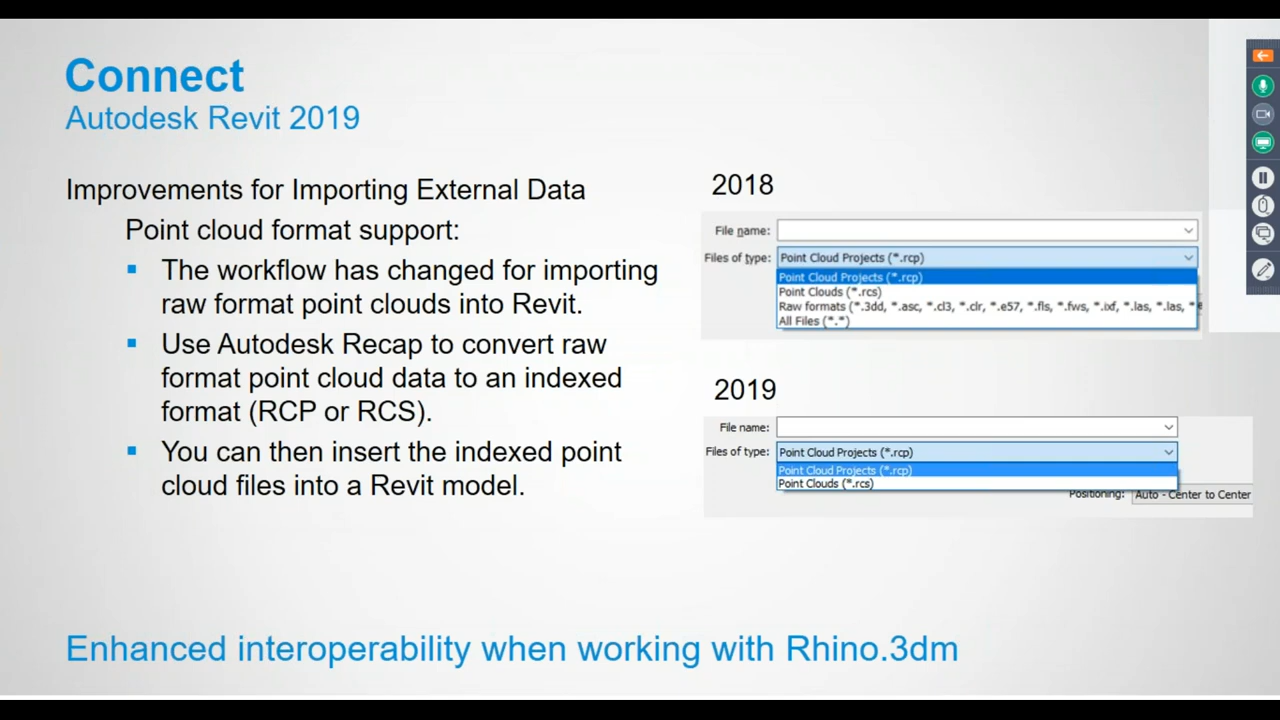 Connect
Autodesk Revit 2019
Improvements for Importing External Data
Point cloud format support:
The workflow has changed for importing
raw format point clouds into Revit.
Use Autodesk Recap to convert raw
format point cloud data to an indexed
format (RCP or RCS).
You can then insert the indexed point
cloud files into a Revit model.
2018
File name:
Files of type: Point Cloud Projects (*.rcp)
Point Cloud Projects (*.rcp)
Point Clouds (*.rcs)
Raw formats (*.3dd, *.asc, *.cl3, *.clr, *.e57, *.fls, *.fws, *.ixf, *.las, *.las,
All Files (*.*)
2019
File name:
Files of type: Point Cloud Projects (*.rcp)
Point Cloud Projects (*.rcp)
Point Clouds (*.rcs)
Positioning: Auto - Center to Center
Enhanced interoperability when working with Rhino.3dm